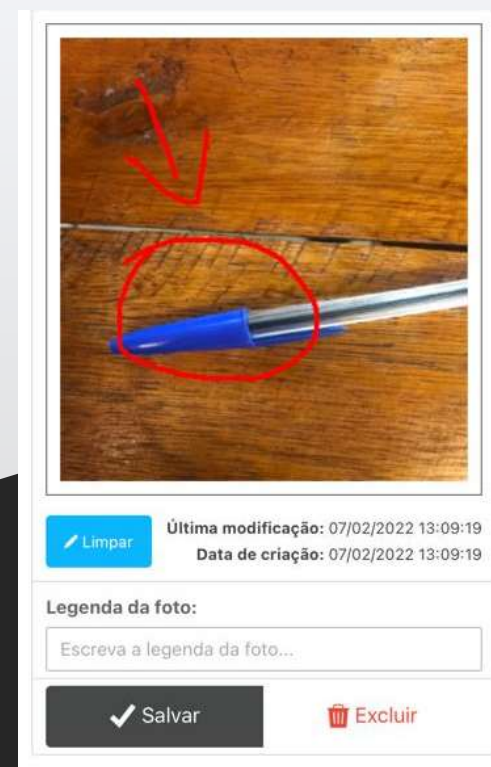 Limpar
Última modificação: 07/02/2022 13:09:19
Data de criação: 07/02/2022 13:09:19
Legenda da foto:
Escreva a legenda da foto...
Salvar
Excluir